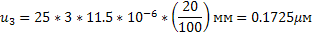 u₃ = 25 * 3 * 11.5 * 10⁻⁶ * (20/100) мм = 0.1725μм